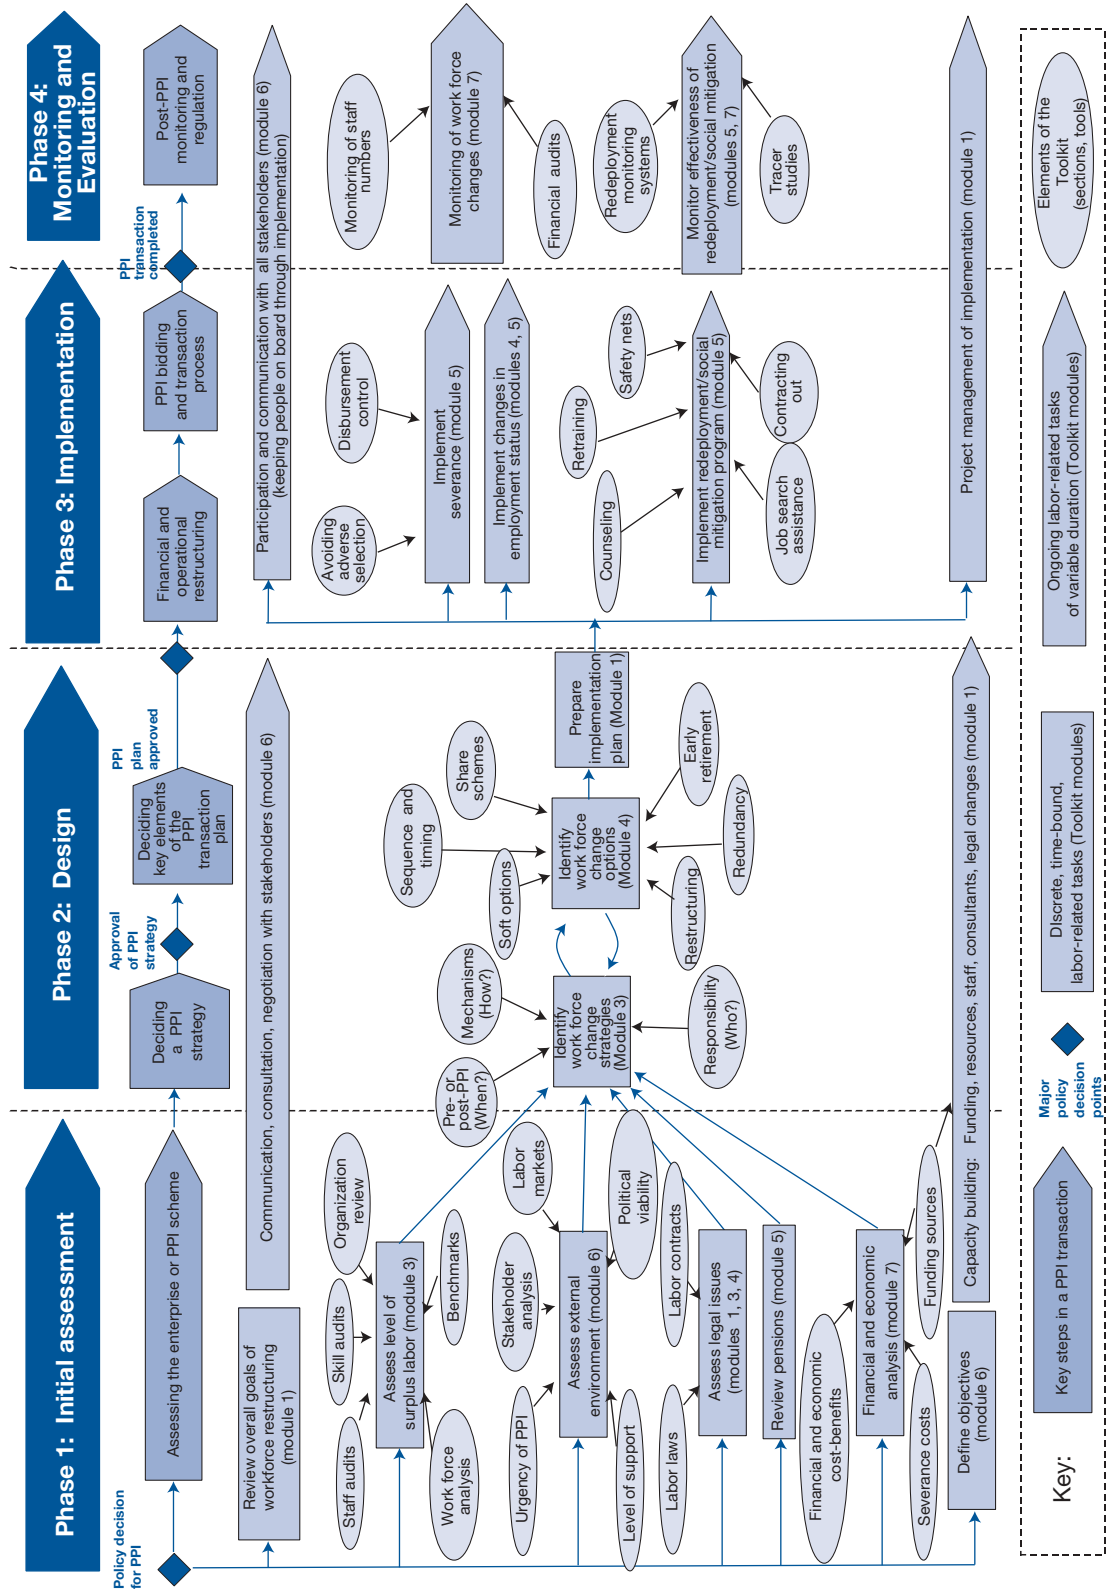 Phase 1: Initial assessment
Phase 2: Design
Phase 3: Implementation
Phase 4:
Monitoring and
Evaluation
Policy decision
for PPI
Assessing the enterprise or PPI scheme
Deciding
a PPI
strategy
Approval
of PPI
strategy
Deciding
key elements
of the
PPI
transaction
plan
PPI
plan
approved
Financial and
operational
restructuring
PPI bidding
and transaction
process
PPI
transaction
completed
Post-PPI
monitoring and
regulation
Review overall goals of
workforce restructuring
(module 1)
Communication, consultation, negotiation with stakeholders (module 6)
Participation and communication with all stakeholders (module 6)
(keeping people on board through implementation)
Staff audits
Skill audits
Organization
review
Assess level of
surplus labor (module 3)
Work force
analysis
Benchmarks
Urgency of PPI
Stakeholder
analysis
Labor
markets
Assess external
environment (module 6)
Level of support
Political
viability
Labor laws
Labor contracts
Assess legal issues
(modules 1, 3, 4)
Review pensions (module 5)
Financial and economic
cost-benefits
Financial and economic
analysis (module 7)
Severance costs
Funding sources
Define objectives
(module 6)
Capacity building: Funding, resources, staff, consultants, legal changes (module 1)
Pre- or
post-PPI
(When?)
Mechanisms
(How?)
Identify
work force
change
strategies
(Module 3)
Responsibility
(Who?)
Soft options
Sequence and
timing
Share
schemes
Identify
work force
change
options
(Module 4)
Restructuring
Redundancy
Early
retirement
Prepare
implementation
plan (Module 1)
Avoiding
adverse
selection
Disbursement
control
Implement
severance (module 5)
Implement changes in
employment status (modules 4, 5)
Counseling
Retraining
Safety nets
Implement redeployment/social
mitigation program (module 5)
Job search
assistance
Contracting
out
Project management of implementation (module 1)
Monitoring of staff
numbers
Monitoring of work force
changes (module 7)
Financial audits
Redeployment
monitoring
systems
Monitor effectiveness of
redeployment/social mitigation
(modules 5, 7)
Tracer
studies
Key:
Key steps in a PPI transaction
Major
policy
decision
points
DIscrete, time-bound,
labor-related tasks (Toolkit modules)
Ongoing labor-related tasks
of variable duration (Toolkit modules)
Elements of the
Toolkit
(sections, tools)